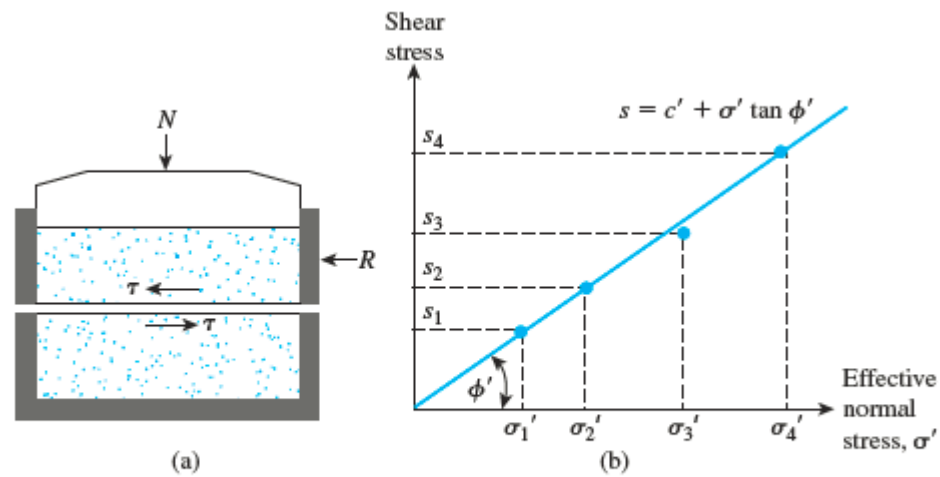 N
R
τ
τ
(a)
Shear
stress
s = c′ + σ′ tan ϕ′
s₄
s₃
s₂
s₁
ϕ′
σ₁′ σ₂′ σ₃′ σ₄′
Effective
normal
stress, σ′
(b)